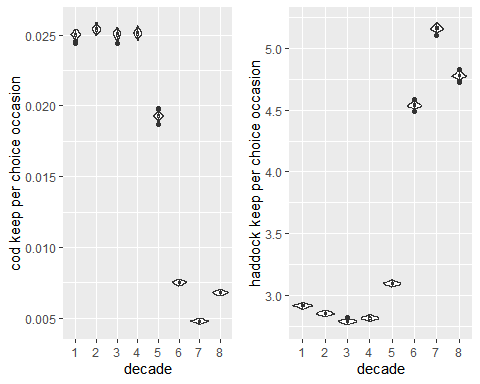 cod keep per choice occasion
0.025
0.020
0.015
0.010
0.005
1 2 3 4 5 6 7 8
decade
haddock keep per choice occasion
5.0
4.5
4.0
3.5
3.0
1 2 3 4 5 6 7 8
decade